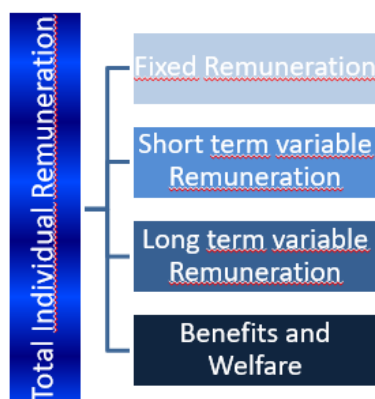 Total Individual Remuneration
Fixed Remuneration
Short term variable
Remuneration
Long term variable
Remuneration
Benefits and
Welfare